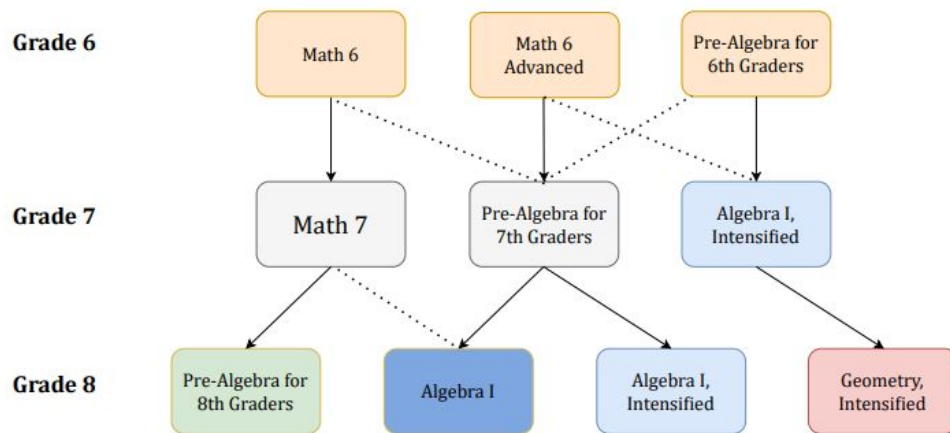 Grade 6
Math 6
Math 6
Advanced
Pre-Algebra for
6th Graders
Grade 7
Math 7
Pre-Algebra for
7th Graders
Algebra I,
Intensified
Grade 8
Pre-Algebra for
8th Graders
Algebra I
Algebra I,
Intensified
Geometry,
Intensified